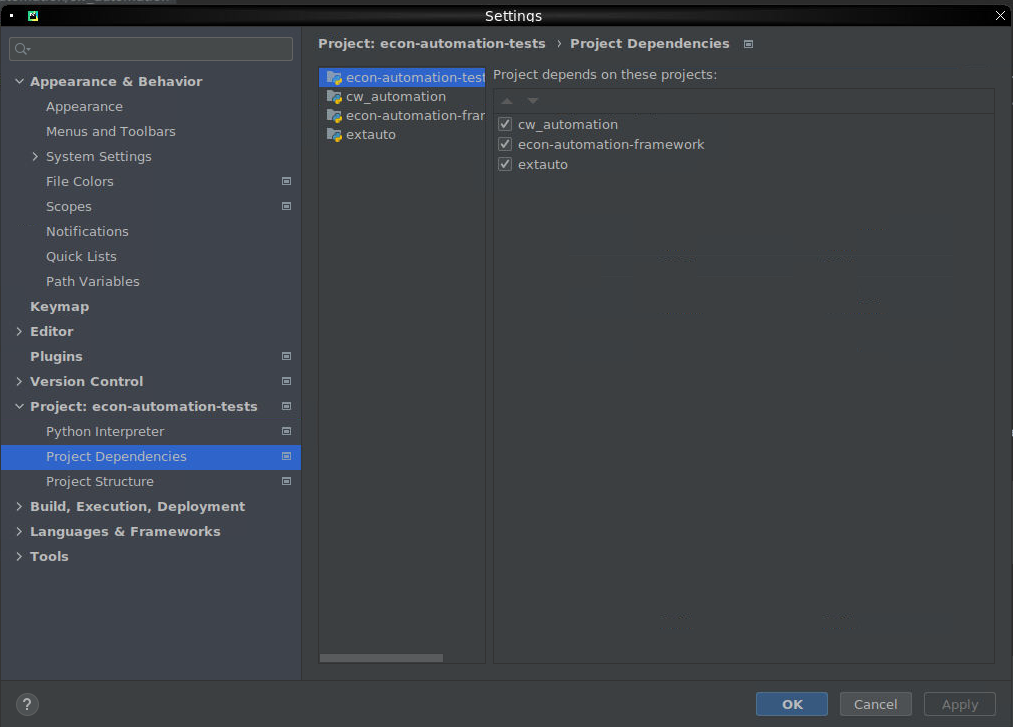 Settings
Project: econ-automation-tests › Project Dependencies
Appearance & Behavior
Appearance
Menus and Toolbars
System Settings
File Colors
Scopes
Notifications
Quick Lists
Path Variables
Keymap
Editor
Plugins
Version Control
Project: econ-automation-tests
Python Interpreter
Project Dependencies
Project Structure
Build, Execution, Deployment
Languages & Frameworks
Tools
econ-automation-test
cw_automation
econ-automation-frar
extauto
Project depends on these projects:
cw_automation
econ-automation-framework
extauto
?
OK
Cancel
Apply